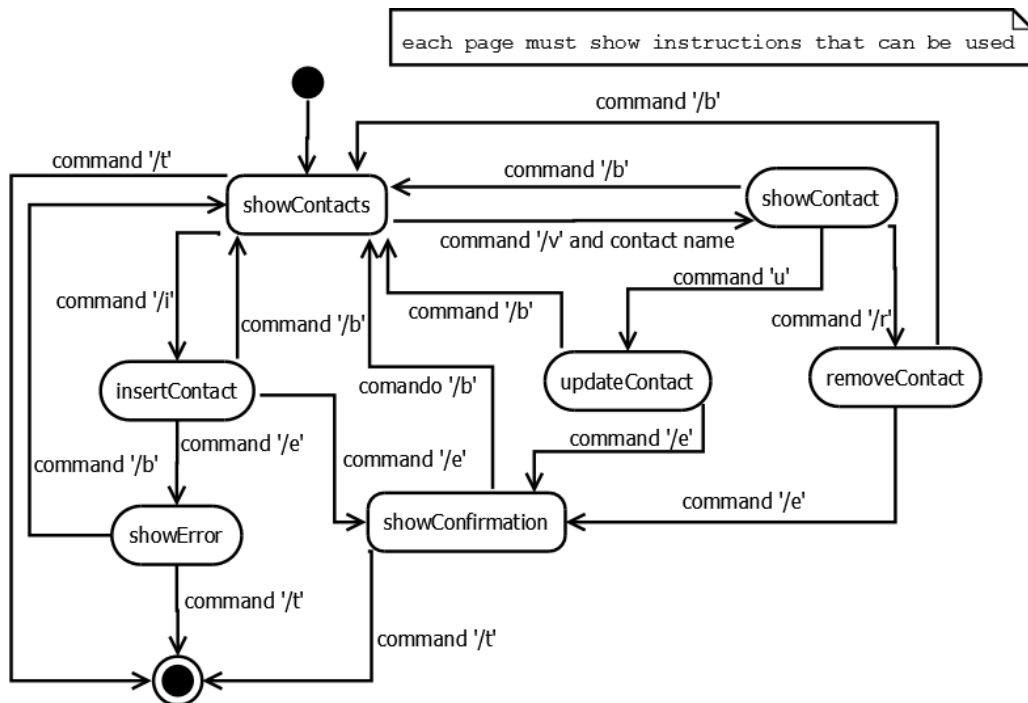 each page must show instructions that can be used
command '/b'
command '/t'
command '/b'
showContact
showContacts
command '/v' and contact name
command 'u'
command '/i'
command '/b'
command '/b'
command '/r'
insertContact
comando '/b'
updateContact
removeContact
command '/e'
command '/e'
command '/b'
command '/e'
command '/e'
showError
showConfirmation
command '/t'
command '/t'